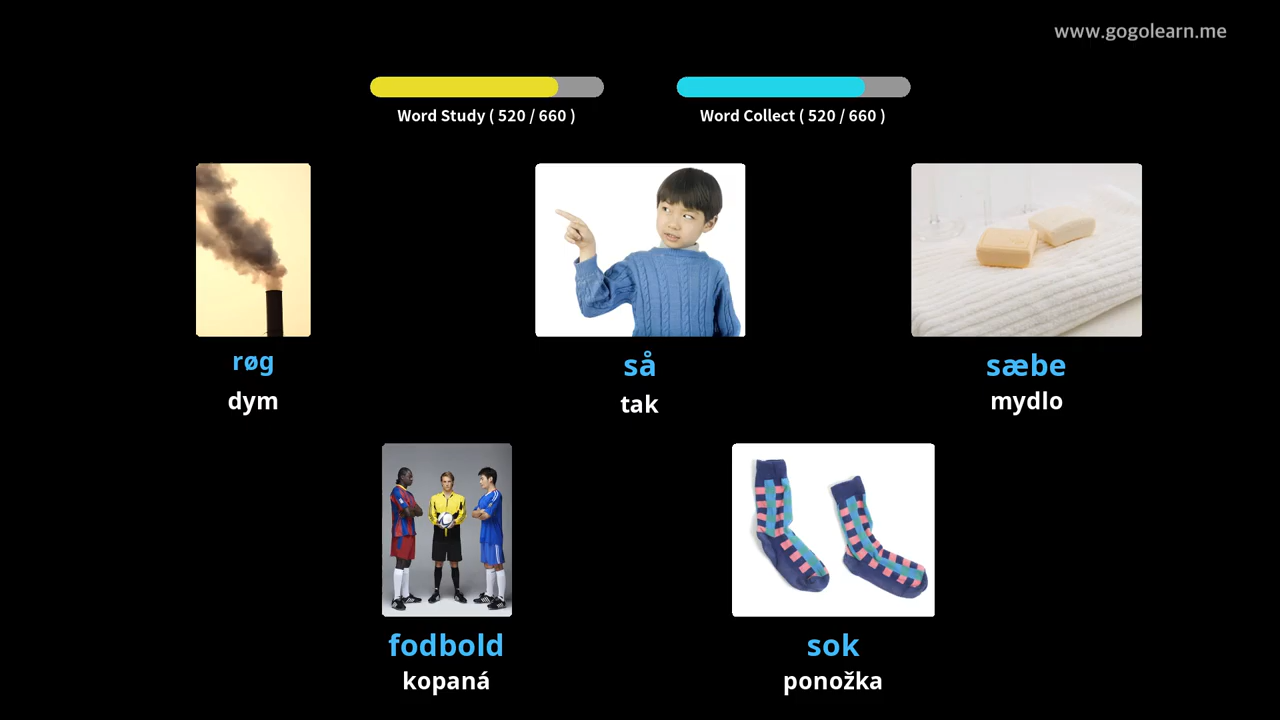 www.gogolearn.me
Word Study ( 520 / 660 )
Word Collect ( 520 / 660 )
røg
så
sæbe
dym
tak
mydlo
fodbold
sok
kopaná
ponožka